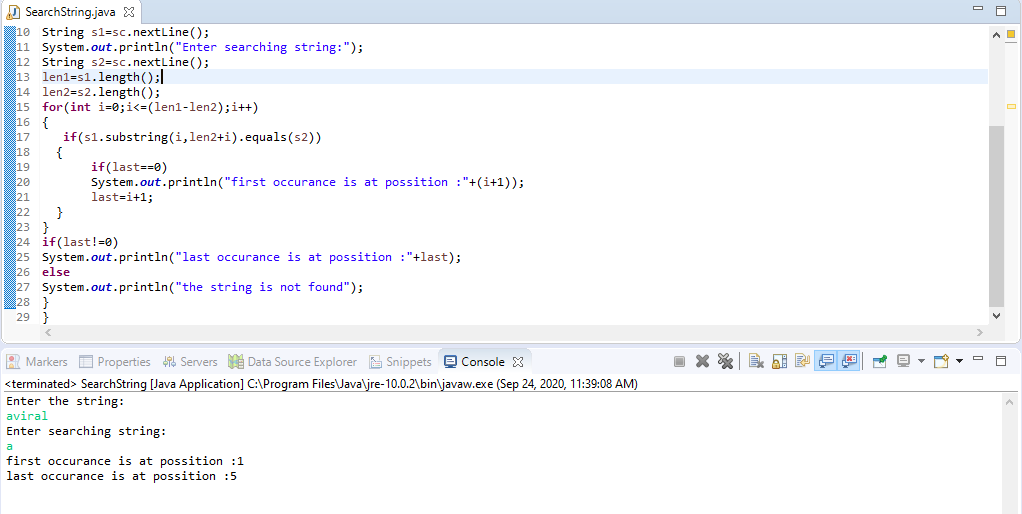 SearchString.java
10 String s1=sc.nextLine();
11 System.out.println("Enter searching string:");
12 String s2=sc.nextLine();
13 len1=s1.length();
14 len2=s2.length();
15 for(int i=0;i<=(len1-len2);i++)
16 {
17 if(s1.substring(i,len2+i).equals(s2))
18 {
19 if(last==0)
20 System.out.println("first occurance is at possition :"+(i+1));
21 last=i+1;
22 }
23 }
24 if(last!=0)
25 System.out.println("last occurance is at possition :"+last);
26 else
27 System.out.println("the string is not found");
28 }
29 }
Markers Properties Servers Data Source Explorer Snippets Console
<terminated> SearchString [Java Application] C:\Program Files\Java\jre-10.0.2\bin\javaw.exe (Sep 24, 2020, 11:39:08 AM)
Enter the string:
aviral
Enter searching string:
a
first occurance is at possition :1
last occurance is at possition :5